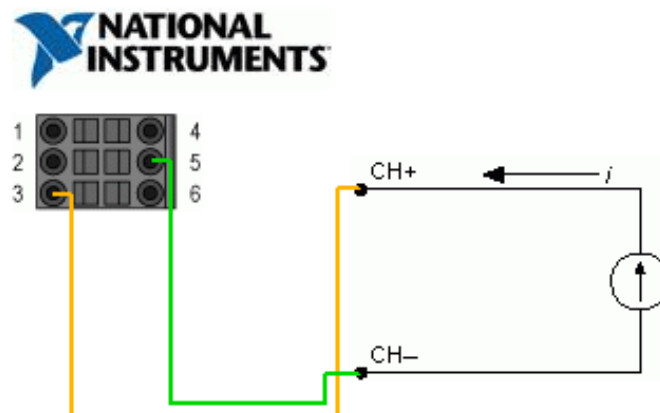 NATIONAL
INSTRUMENTS
1 4
2 5
3 6
CH+
i
CH–